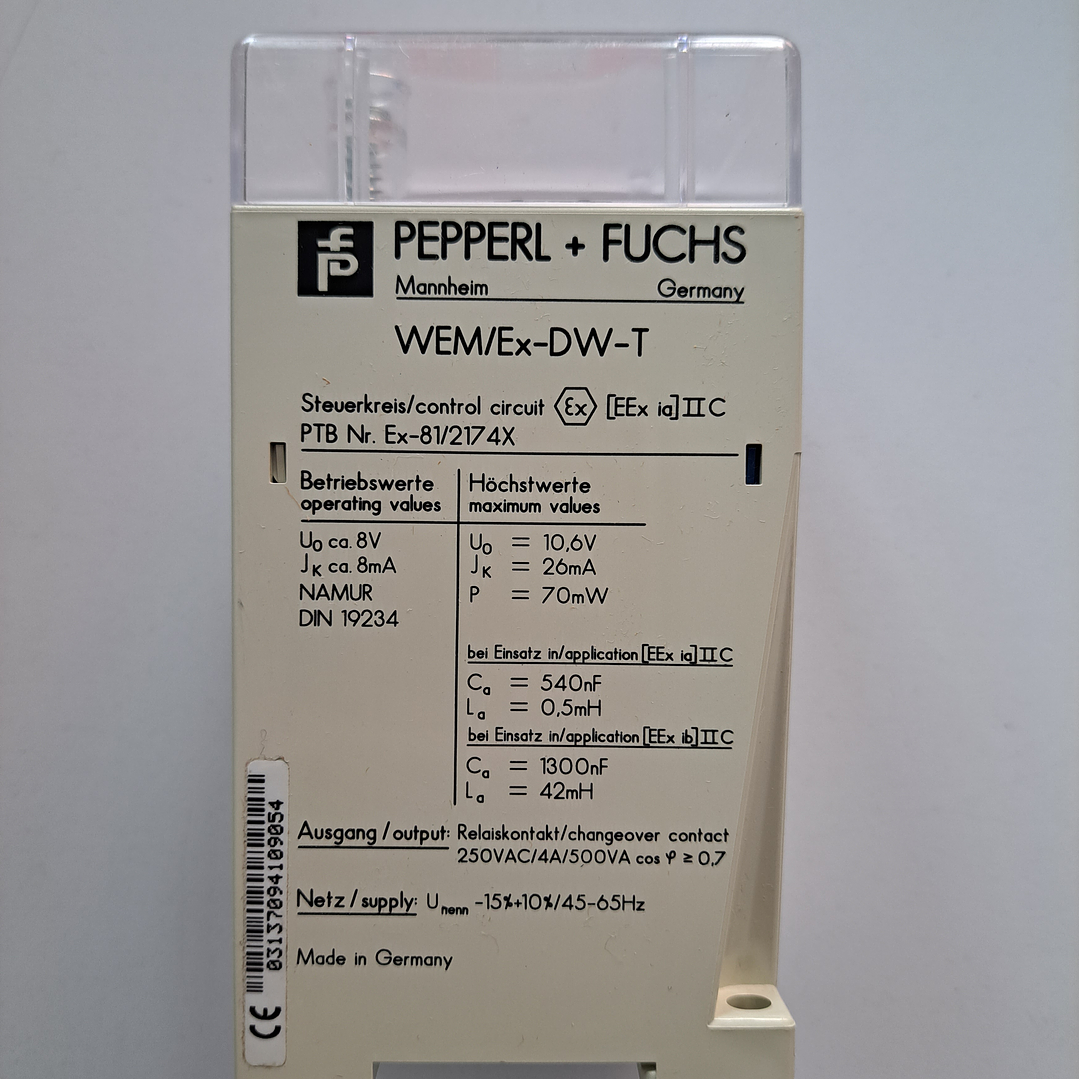 PEPPERL + FUCHS
Mannheim Germany
WEM/Ex-DW-T
Steuerkreis/control circuit Ex [EEx ia] II C
PTB Nr. Ex-81/2174X
Betriebswerte
operating values
U₀ ca. 8V
Jₖ ca. 8mA
NAMUR
DIN 19234
Höchstwerte
maximum values
U₀ = 10,6V
Jₖ = 26mA
P = 70mW
bei Einsatz in/application [EEx ia] II C
Cₐ = 540nF
Lₐ = 0,5mH
bei Einsatz in/application [EEx ib] II C
Cₐ = 1300nF
Lₐ = 42mH
Ausgang / output: Relaiskontakt/changeover contact
250VAC/4A/500VA cos φ ≥ 0,7
Netz / supply: Unenn -15%+10%/45-65Hz
Made in Germany
03137094109054
CE